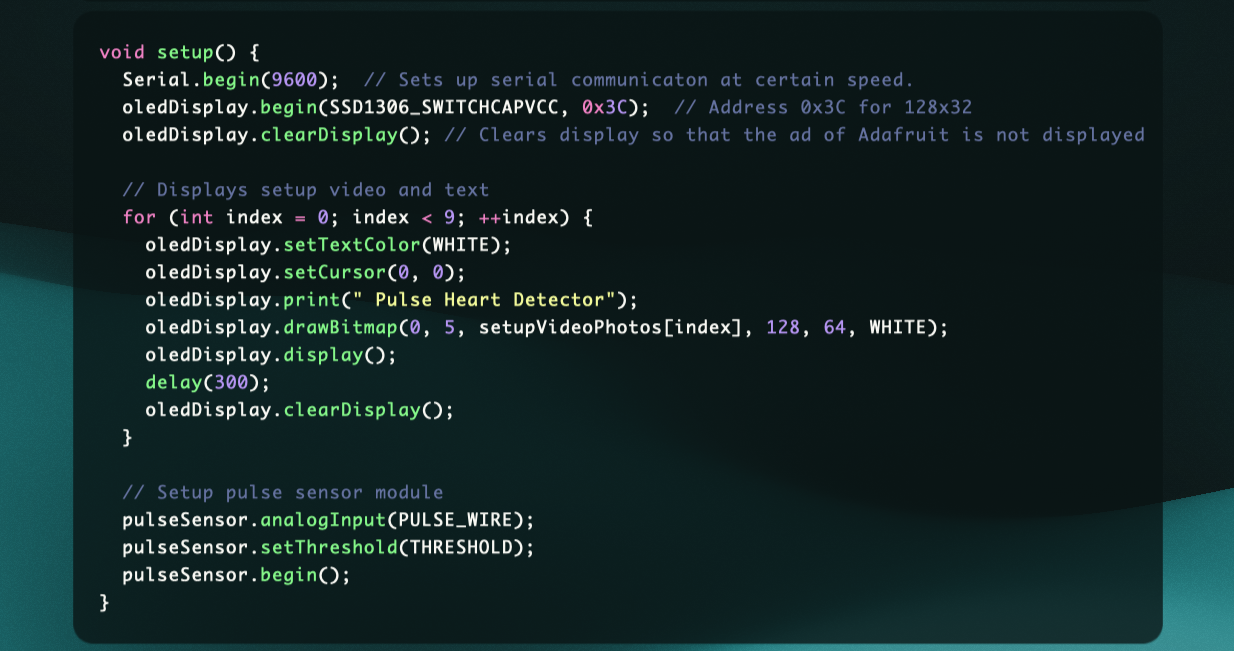 void setup() {
  Serial.begin(9600);  // Sets up serial communicaton at certain speed.
  oledDisplay.begin(SSD1306_SWITCHCAPVCC, 0x3C);  // Address 0x3C for 128x32
  oledDisplay.clearDisplay(); // Clears display so that the ad of Adafruit is not displayed

  // Displays setup video and text
  for (int index = 0; index < 9; ++index) {
    oledDisplay.setTextColor(WHITE);
    oledDisplay.setCursor(0, 0);
    oledDisplay.print(" Pulse Heart Detector");
    oledDisplay.drawBitmap(0, 5, setupVideoPhotos[index], 128, 64, WHITE);
    oledDisplay.display();
    delay(300);
    oledDisplay.clearDisplay();
  }

  // Setup pulse sensor module
  pulseSensor.analogInput(PULSE_WIRE);
  pulseSensor.setThreshold(THRESHOLD);
  pulseSensor.begin();
}